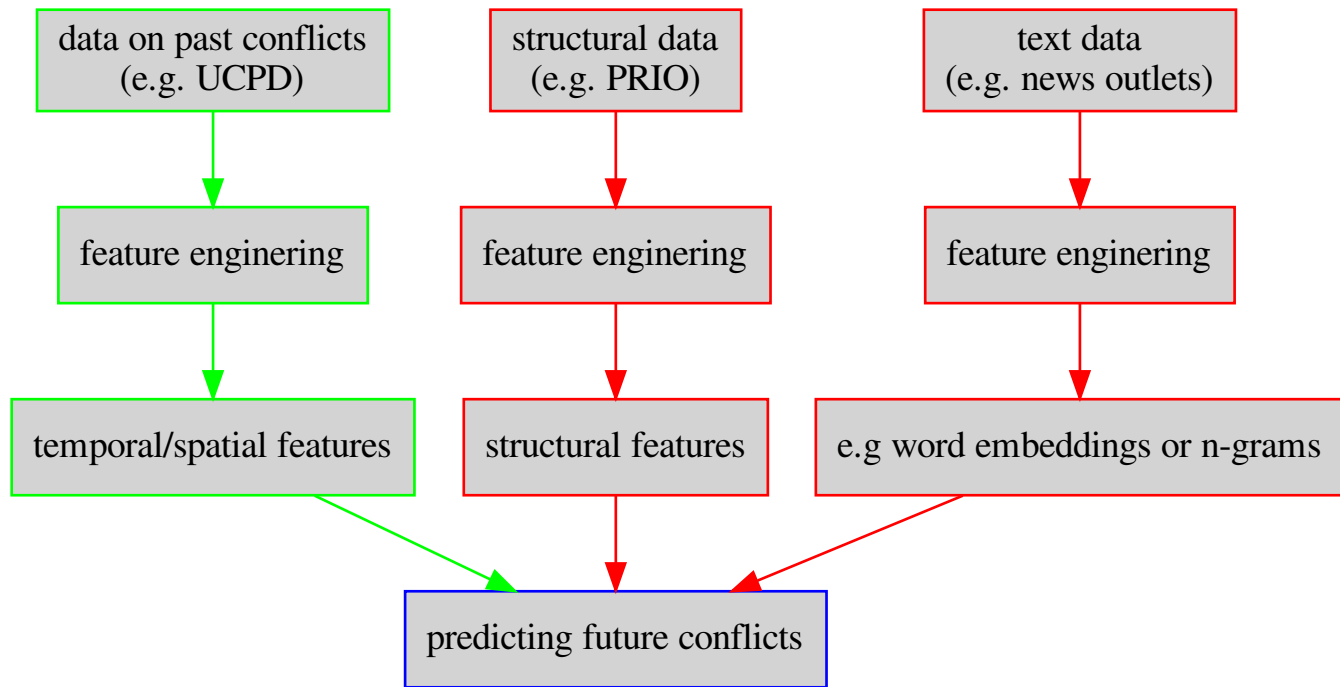 data on past conflicts
(e.g. UCPD)
structural data
(e.g. PRIO)
text data
(e.g. news outlets)
feature enginering
feature enginering
feature enginering
temporal/spatial features
structural features
e.g word embeddings or n-grams
predicting future conflicts